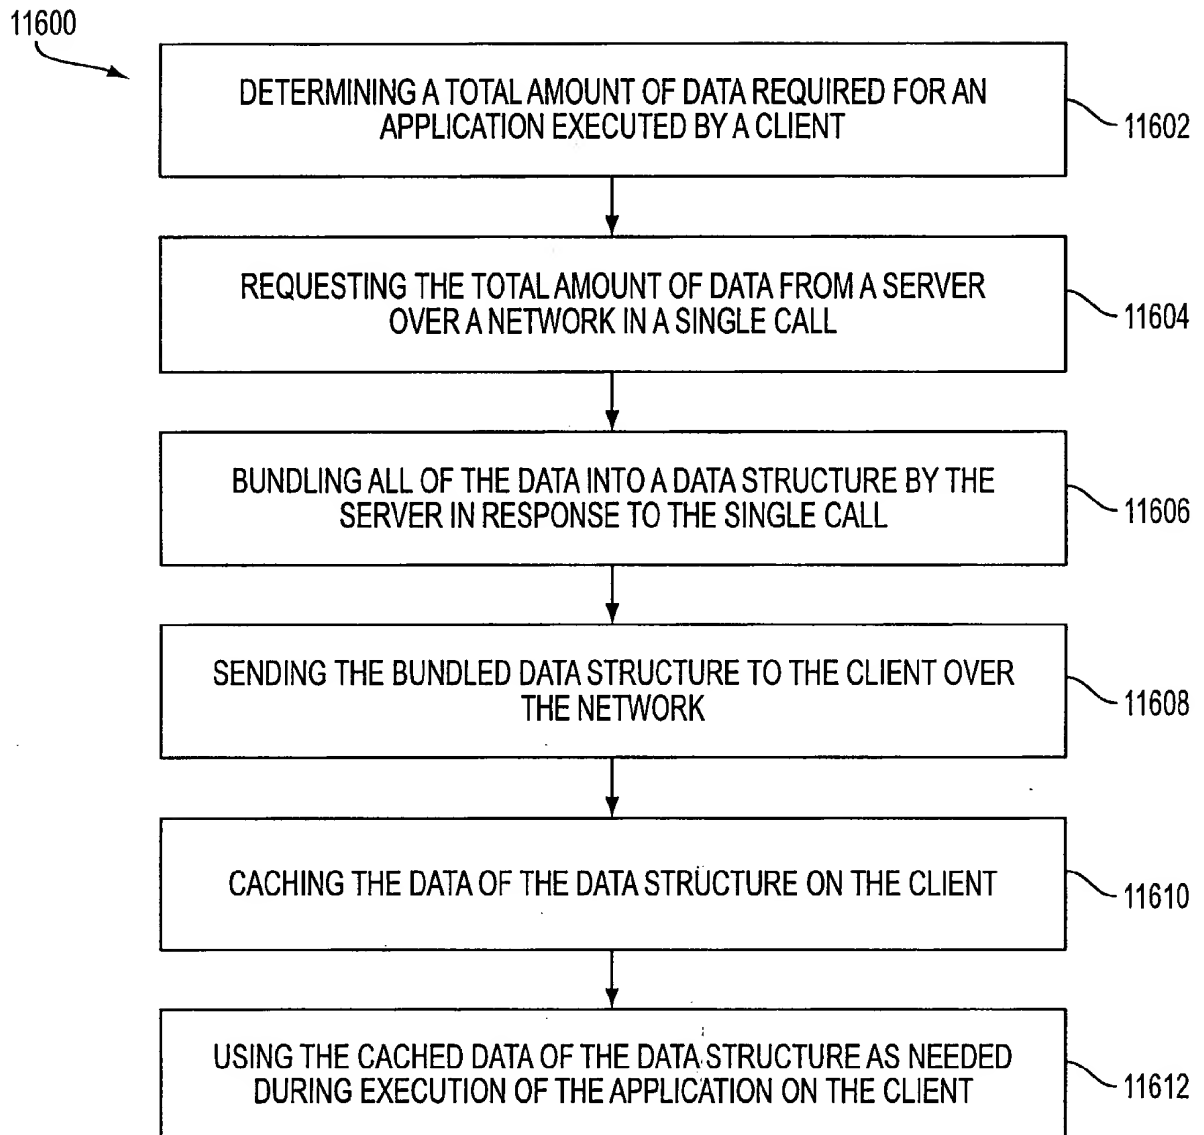 11600
DETERMINING A TOTAL AMOUNT OF DATA REQUIRED FOR AN
APPLICATION EXECUTED BY A CLIENT
11602
REQUESTING THE TOTAL AMOUNT OF DATA FROM A SERVER
OVER A NETWORK IN A SINGLE CALL
11604
BUNDLING ALL OF THE DATA INTO A DATA STRUCTURE BY THE
SERVER IN RESPONSE TO THE SINGLE CALL
11606
SENDING THE BUNDLED DATA STRUCTURE TO THE CLIENT OVER
THE NETWORK
11608
CACHING THE DATA OF THE DATA STRUCTURE ON THE CLIENT
11610
USING THE CACHED DATA OF THE DATA STRUCTURE AS NEEDED
DURING EXECUTION OF THE APPLICATION ON THE CLIENT
11612